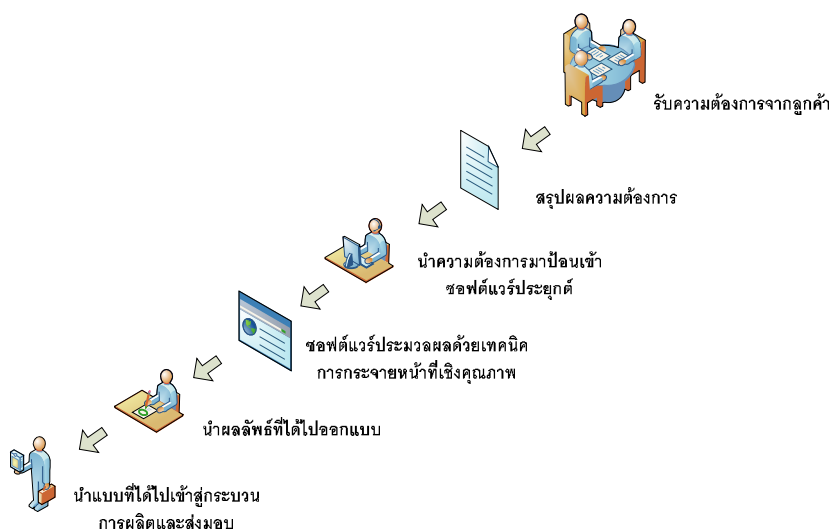 รับความต้องการจากลูกค้า
สรุปผลความต้องการ
นำความต้องการมาป้อนเข้า
ซอฟต์แวร์ประยุกต์
ซอฟต์แวร์ประมวลผลด้วยเทคนิค
การกระจายหน้าที่เชิงคุณภาพ
นำผลลัพธ์ที่ได้ไปออกแบบ
นำแบบที่ได้ไปเข้าสู่กระบวน
การผลิตและส่งมอบ